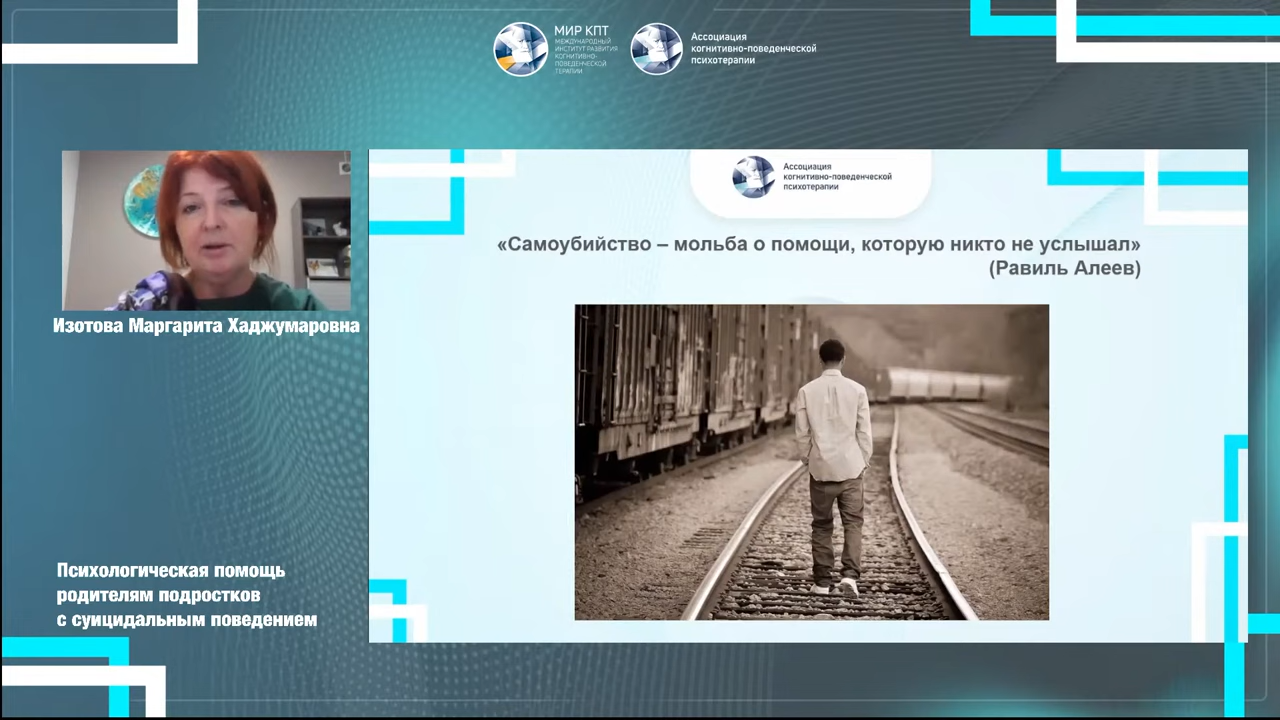 МИР КПТ
МЕЖДУНАРОДНЫЙ
ИНСТИТУТ РАЗВИТИЯ
КОГНИТИВНО-
ПОВЕДЕНЧЕСКОЙ
ТЕРАПИИ
Ассоциация
когнитивно-поведенческой
психотерапии
Ассоциация
когнитивно-поведенческой
психотерапии
«Самоубийство – мольба о помощи, которую никто не услышал»
(Равиль Алеев)
Изотова Маргарита Хаджумаровна
Психологическая помощь
родителям подростков
с суицидальным поведением